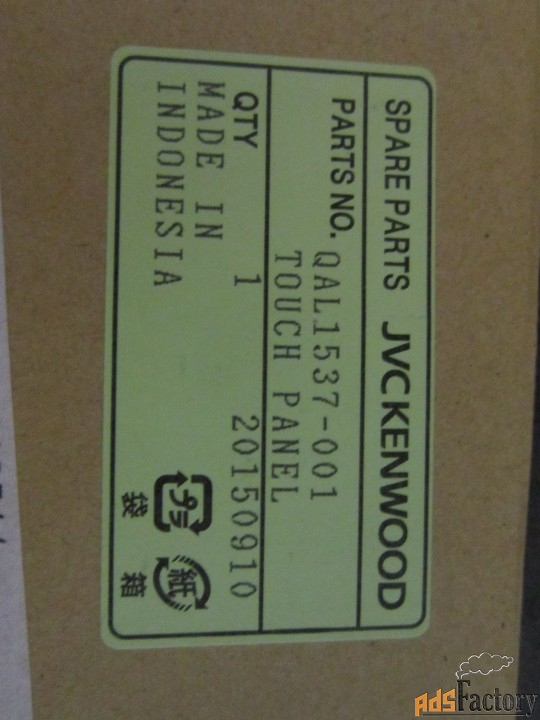 SPARE PARTS JVCKENWOOD
PARTS NO. QAL1537-001
TOUCH PANEL
QTY 1 20150910
MADE IN
INDONESIA
プラ 紙
袋 箱
AdsFactory